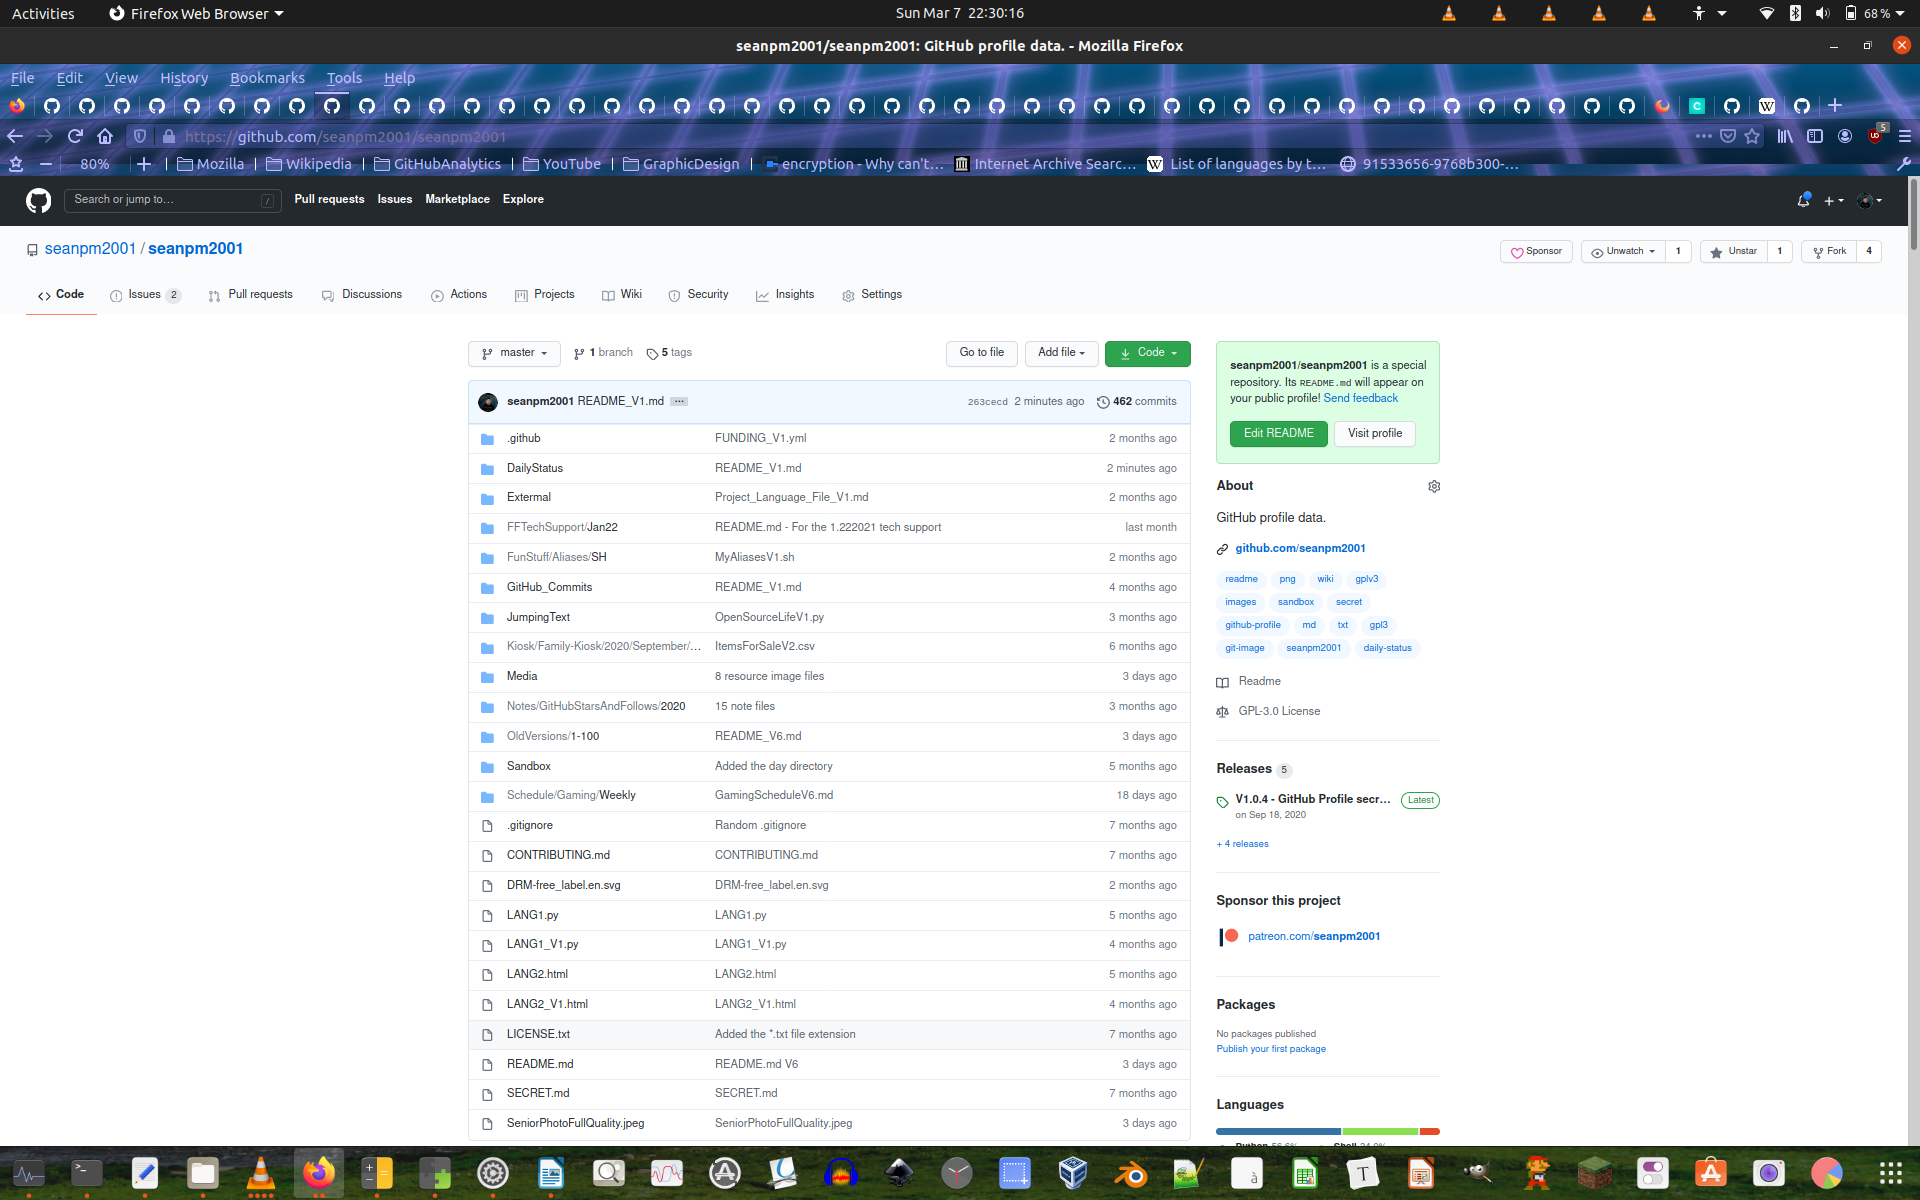 Activities
Firefox Web Browser
Sun Mar 7 22:30:16
68 %
seanpm2001/seanpm2001: GitHub profile data. - Mozilla Firefox
File Edit View History Bookmarks Tools Help
https://github.com/seanpm2001/seanpm2001
5
80%
Mozilla
Wikipedia
GitHubAnalytics
YouTube
GraphicDesign
encryption - Why can't…
Internet Archive Searc…
List of languages by t…
91533656-9768b300-…
Search or jump to…
/
Pull requests Issues Marketplace Explore
seanpm2001 / seanpm2001
Sponsor
Unwatch 1
Unstar 1
Fork 4
Code
Issues 2
Pull requests
Discussions
Actions
Projects
Wiki
Security
Insights
Settings
master
1 branch
5 tags
Go to file
Add file
Code
seanpm2001 README_V1.md
263cecd 2 minutes ago
462 commits
.github FUNDING_V1.yml 2 months ago
DailyStatus README_V1.md 2 minutes ago
Extermal Project_Language_File_V1.md 2 months ago
FFTechSupport/Jan22 README.md - For the 1.222021 tech support last month
FunStuff/Aliases/SH MyAliasesV1.sh 2 months ago
GitHub_Commits README_V1.md 4 months ago
JumpingText OpenSourceLifeV1.py 3 months ago
Kiosk/Family-Kiosk/2020/September/… ItemsForSaleV2.csv 6 months ago
Media 8 resource image files 3 days ago
Notes/GitHubStarsAndFollows/2020 15 note files 3 months ago
OldVersions/1-100 README_V6.md 3 days ago
Sandbox Added the day directory 5 months ago
Schedule/Gaming/Weekly GamingScheduleV6.md 18 days ago
.gitignore Random .gitignore 7 months ago
CONTRIBUTING.md CONTRIBUTING.md 7 months ago
DRM-free_label.en.svg DRM-free_label.en.svg 2 months ago
LANG1.py LANG1.py 5 months ago
LANG1_V1.py LANG1_V1.py 4 months ago
LANG2.html LANG2.html 5 months ago
LANG2_V1.html LANG2_V1.html 4 months ago
LICENSE.txt Added the *.txt file extension 7 months ago
README.md README.md V6 3 days ago
SECRET.md SECRET.md 7 months ago
SeniorPhotoFullQuality.jpeg SeniorPhotoFullQuality.jpeg 3 days ago
seanpm2001/seanpm2001 is a special
repository. Its README.md will appear on
your public profile! Send feedback
Edit README
Visit profile
About
GitHub profile data.
github.com/seanpm2001
readme png wiki gplv3
images sandbox secret
github-profile md txt gpl3
git-image seanpm2001 daily-status
Readme
GPL-3.0 License
Releases 5
V1.0.4 - GitHub Profile secr… Latest
on Sep 18, 2020
+ 4 releases
Sponsor this project
patreon.com/seanpm2001
Packages
No packages published
Publish your first package
Languages